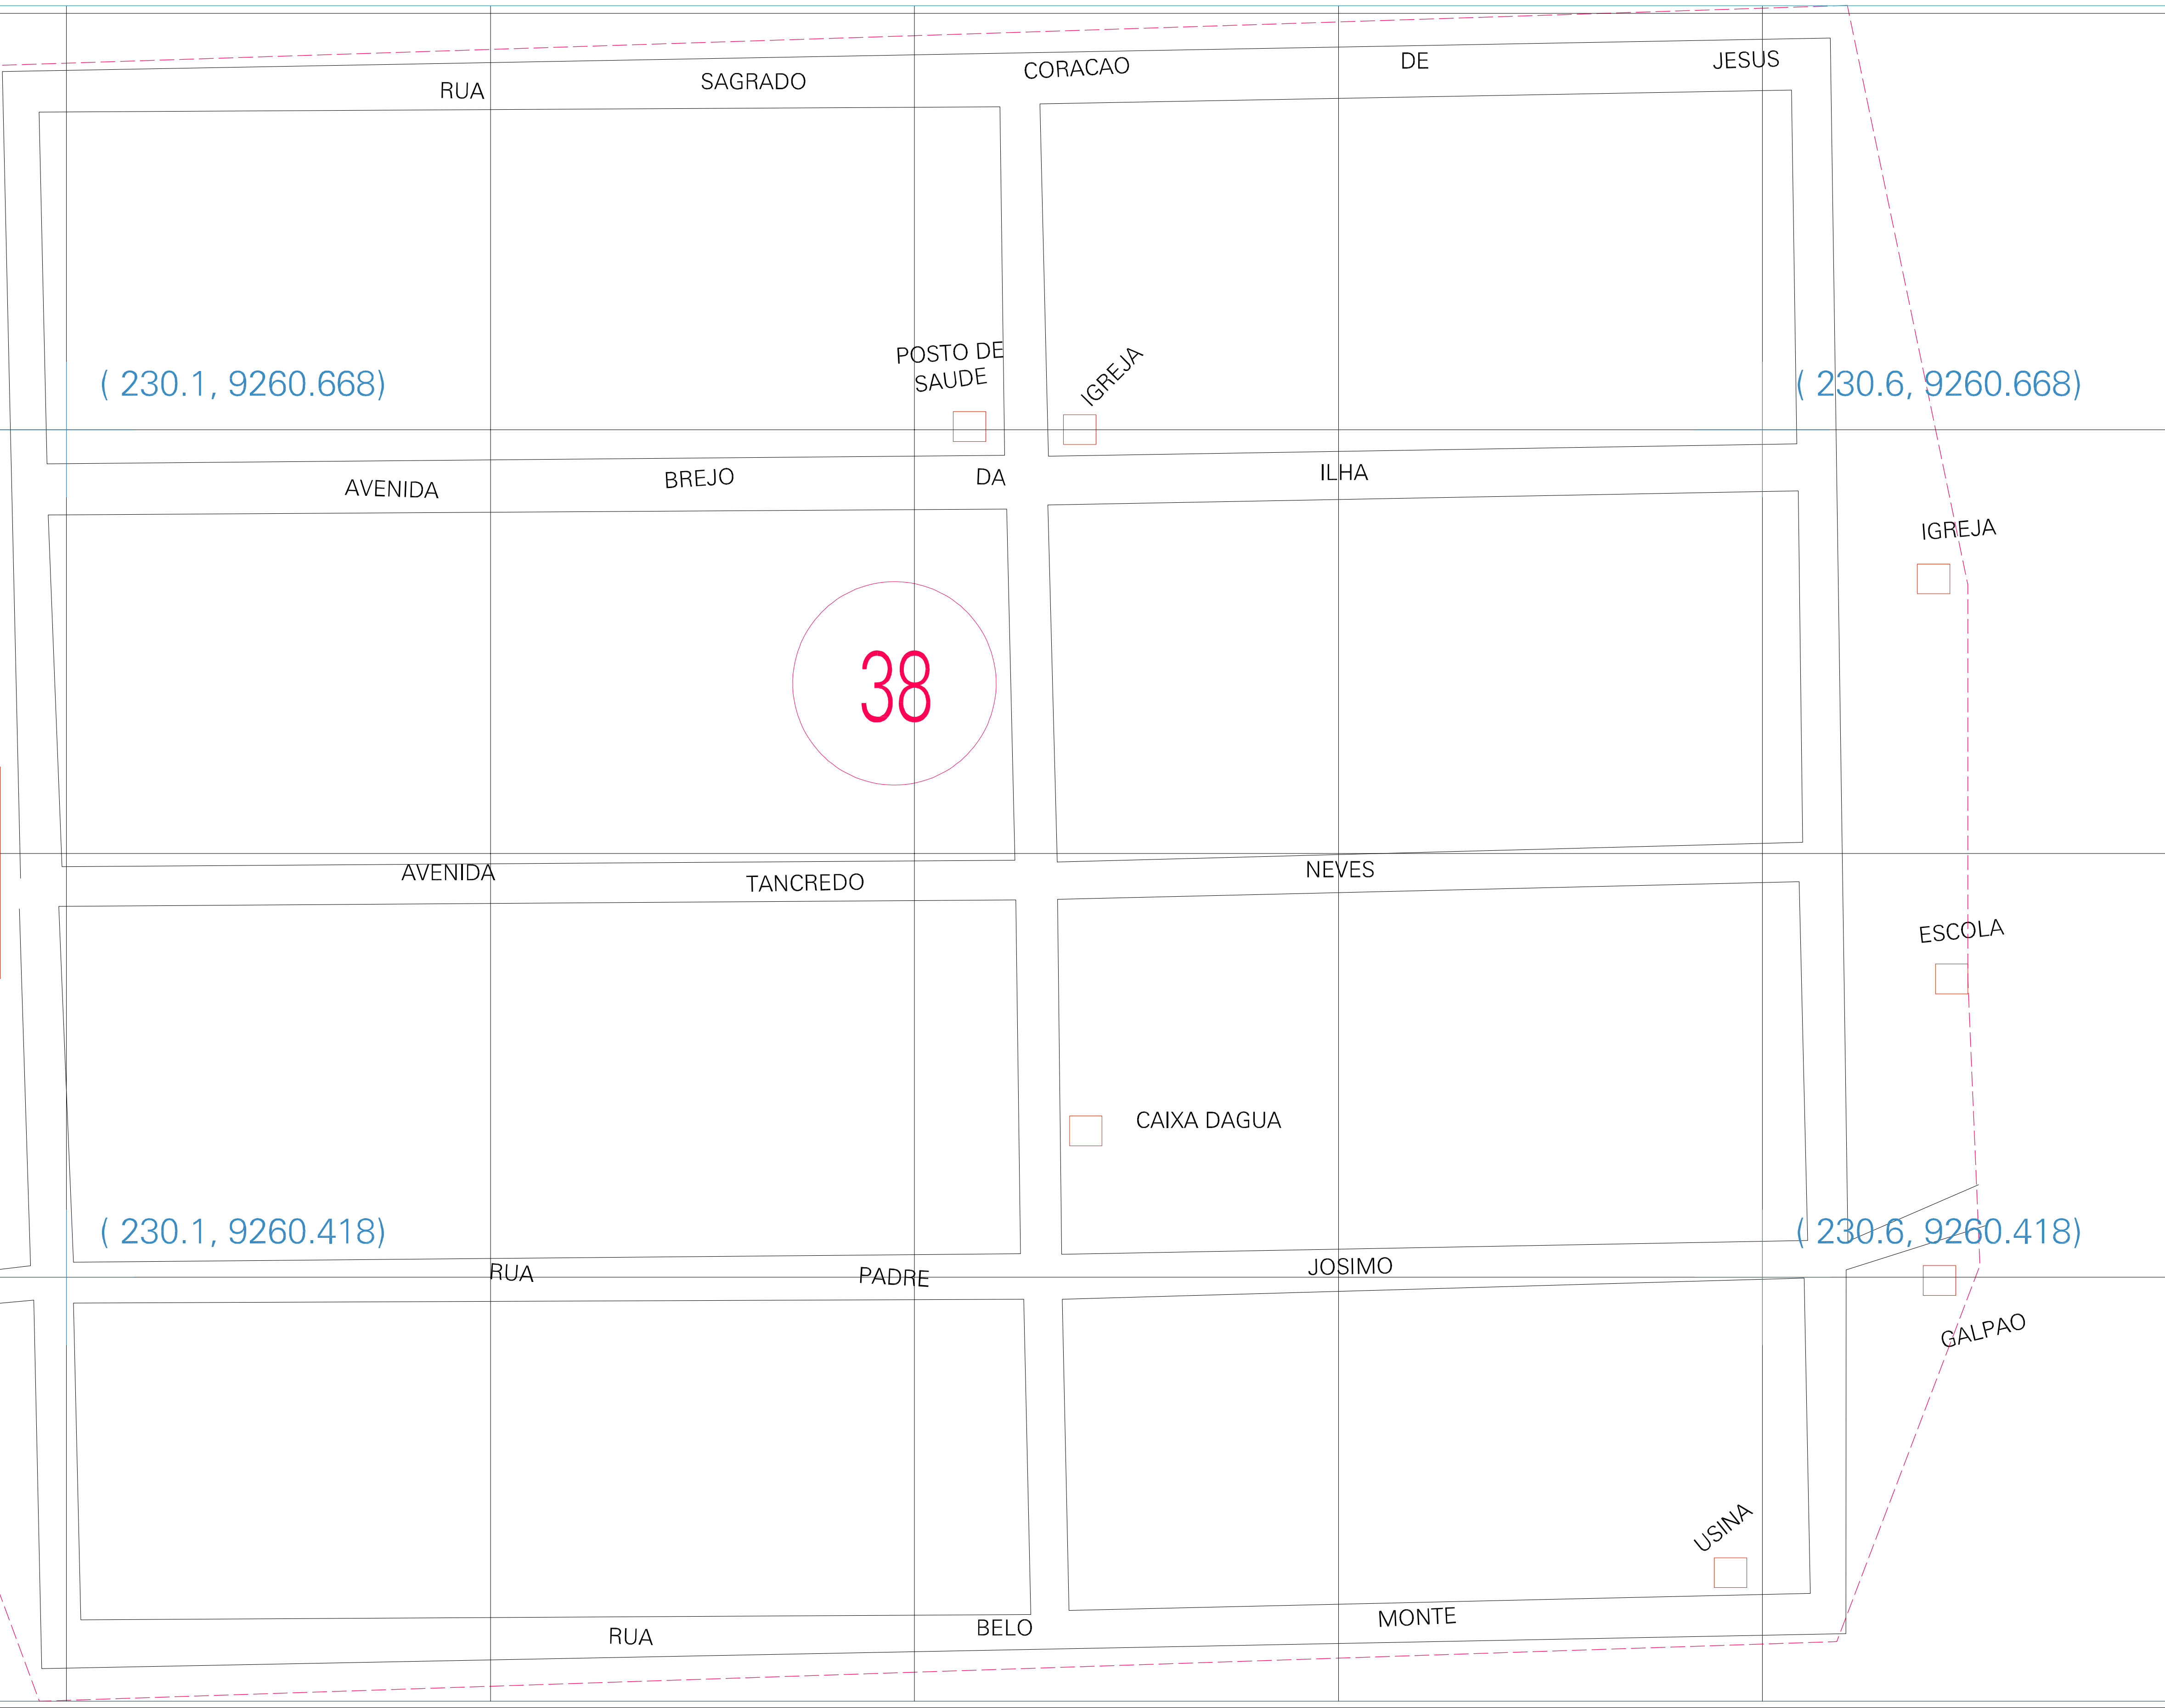 RUA SAGRADO CORACAO DE JESUS
POSTO DE
SAUDE
IGREJA
( 230.1, 9260.668)
( 230.6, 9260.668)
AVENIDA BREJO DA ILHA
IGREJA
38
AVENIDA TANCREDO NEVES
ESCOLA
CAIXA DAGUA
( 230.1, 9260.418)
( 230.6, 9260.418)
RUA PADRE JOSIMO
GALPAO
USINA
RUA BELO MONTE